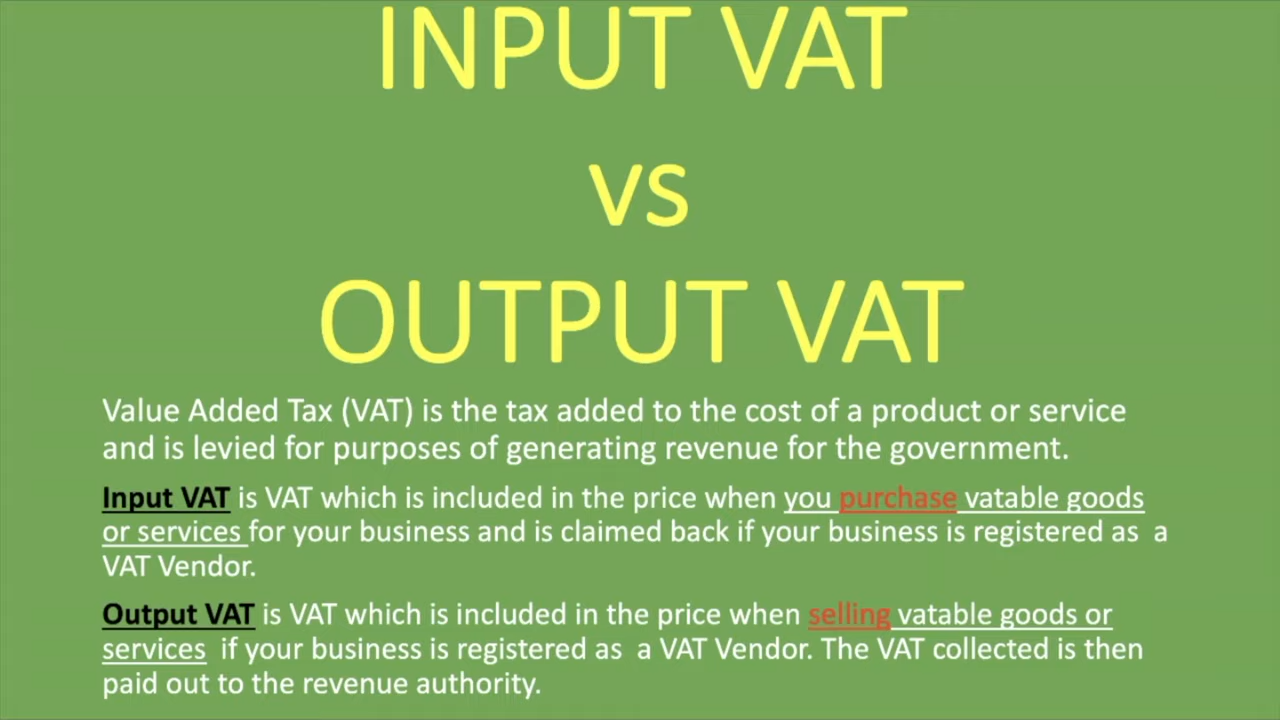 INPUT VAT
vs
OUTPUT VAT
Value Added Tax (VAT) is the tax added to the cost of a product or service
and is levied for purposes of generating revenue for the government.
Input VAT is VAT which is included in the price when you purchase vatable goods
or services for your business and is claimed back if your business is registered as  a
VAT Vendor.
Output VAT is VAT which is included in the price when selling vatable goods or
services  if your business is registered as  a VAT Vendor. The VAT collected is then
paid out to the revenue authority.